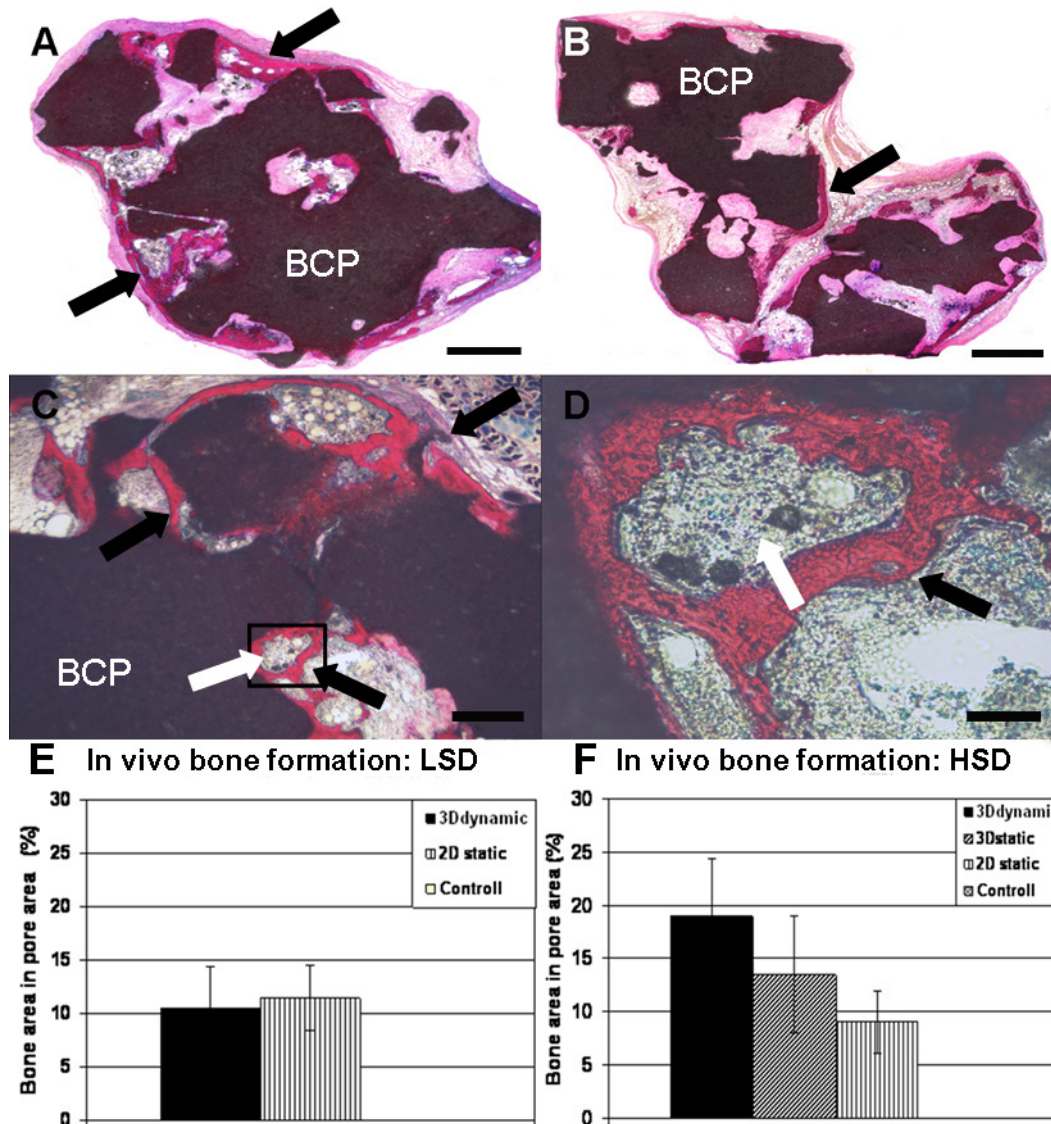 A
BCP
B
BCP
C
BCP
D
E In vivo bone formation: LSD
Bone area in pore area (%)
30
25
20
15
10
5
0
3Ddynamic
2D static
Controll
F In vivo bone formation: HSD
Bone area in pore area (%)
30
25
20
15
10
5
0
3Ddynami
3Dstatic
2D static
Controll